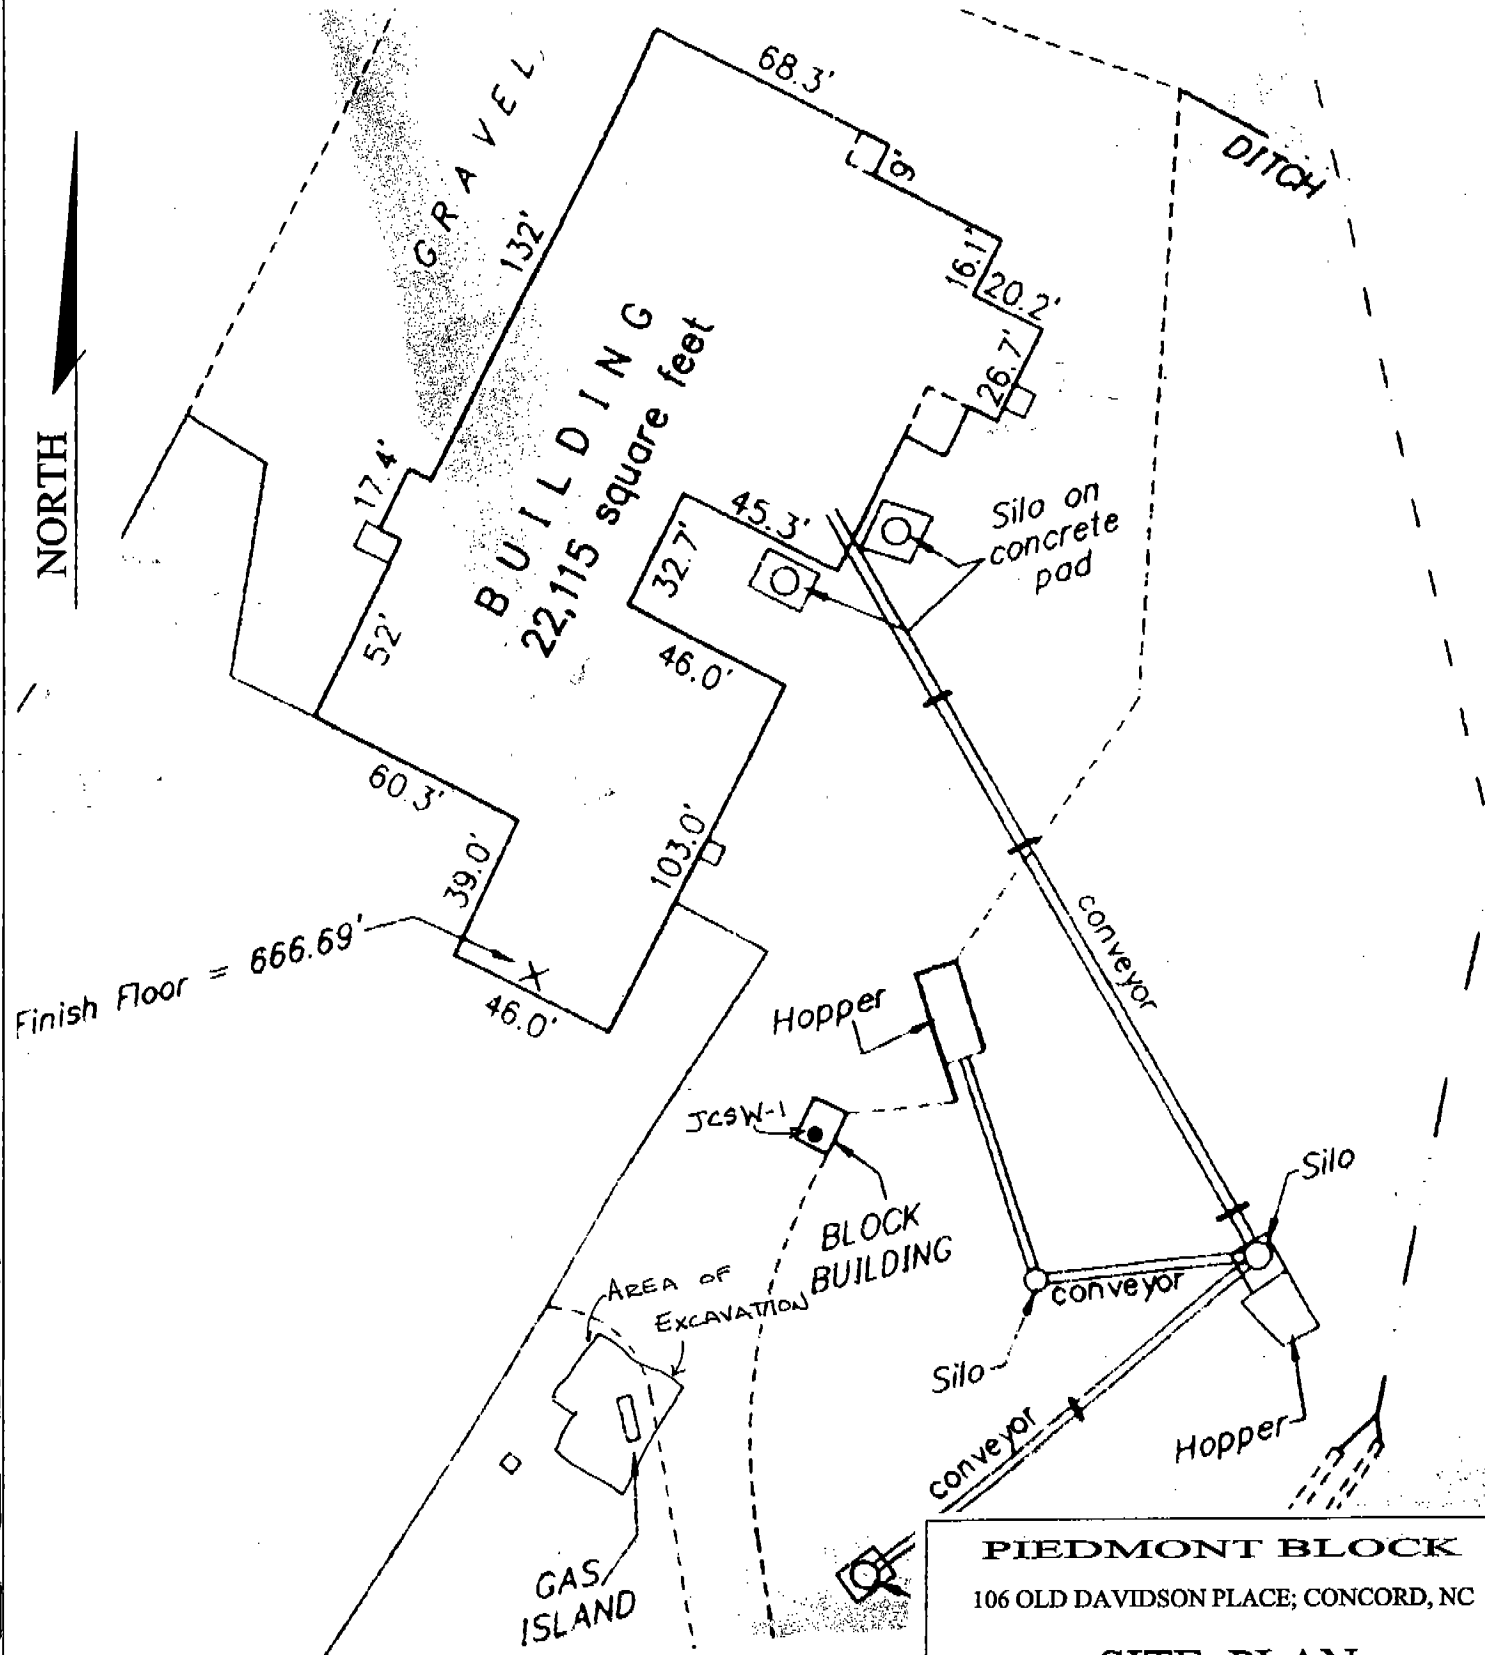 68.3'
9'
DITCH
GRAVEL
132'
16.1'
20.2'
26.7'
NORTH
BUILDING
22,115 square feet
17.4'
45.3'
32.7'
Silo on
concrete
pad
52'
46.0'
60.3'
39.0'
103.0'
Finish Floor = 666.69'
X
46.0'
conveyor
Hopper
JCSW-1
BLOCK
BUILDING
Silo
AREA OF
EXCAVATION
conveyor
Silo
conveyor
Hopper
GAS
ISLAND
PIEDMONT BLOCK
106 OLD DAVIDSON PLACE; CONCORD, NC
SITE PLAN